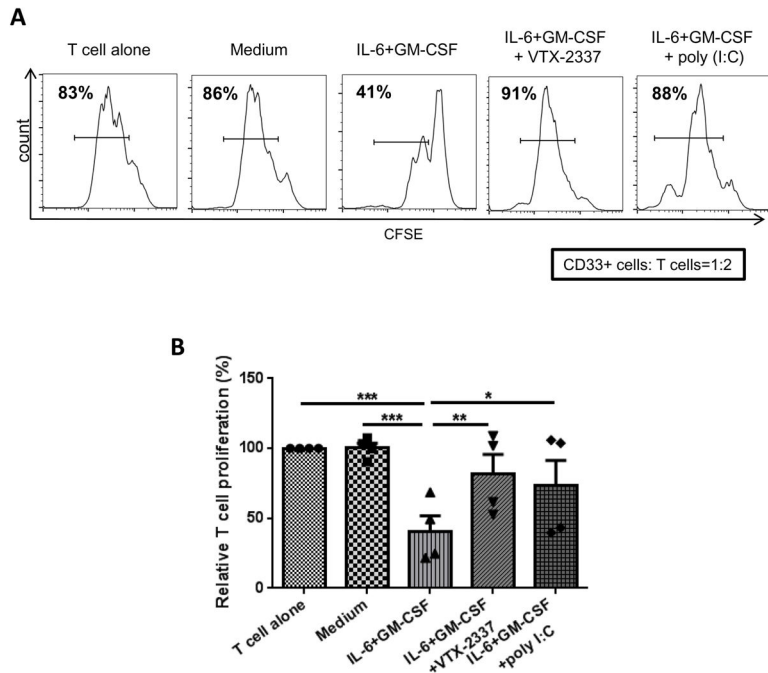 A
T cell alone
Medium
IL-6+GM-CSF
IL-6+GM-CSF
+ VTX-2337
IL-6+GM-CSF
+ poly (I:C)
83%
86%
41%
91%
88%
count
CFSE
CD33+ cells: T cells=1:2
B
Relative T cell proliferation (%)
150
100
50
0
***
*
***
**
T cell alone
Medium
IL-6+GM-CSF
IL-6+GM-CSF
+VTX-2337
IL-6+GM-CSF
+poly I:C